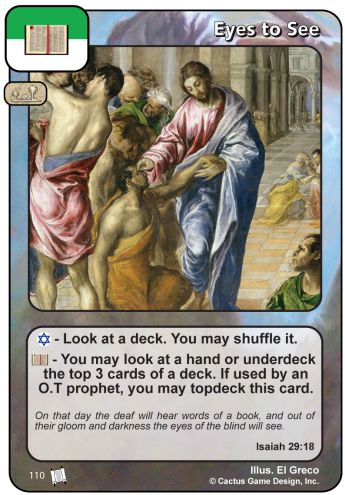 Eyes to See
- Look at a deck. You may shuffle it.
- You may look at a hand or underdeck
the top 3 cards of a deck. If used by an
O.T prophet, you may topdeck this card.
On that day the deaf will hear words of a book, and out of
their gloom and darkness the eyes of the blind will see.
Isaiah 29:18
Illus. El Greco
110
© Cactus Game Design, Inc.